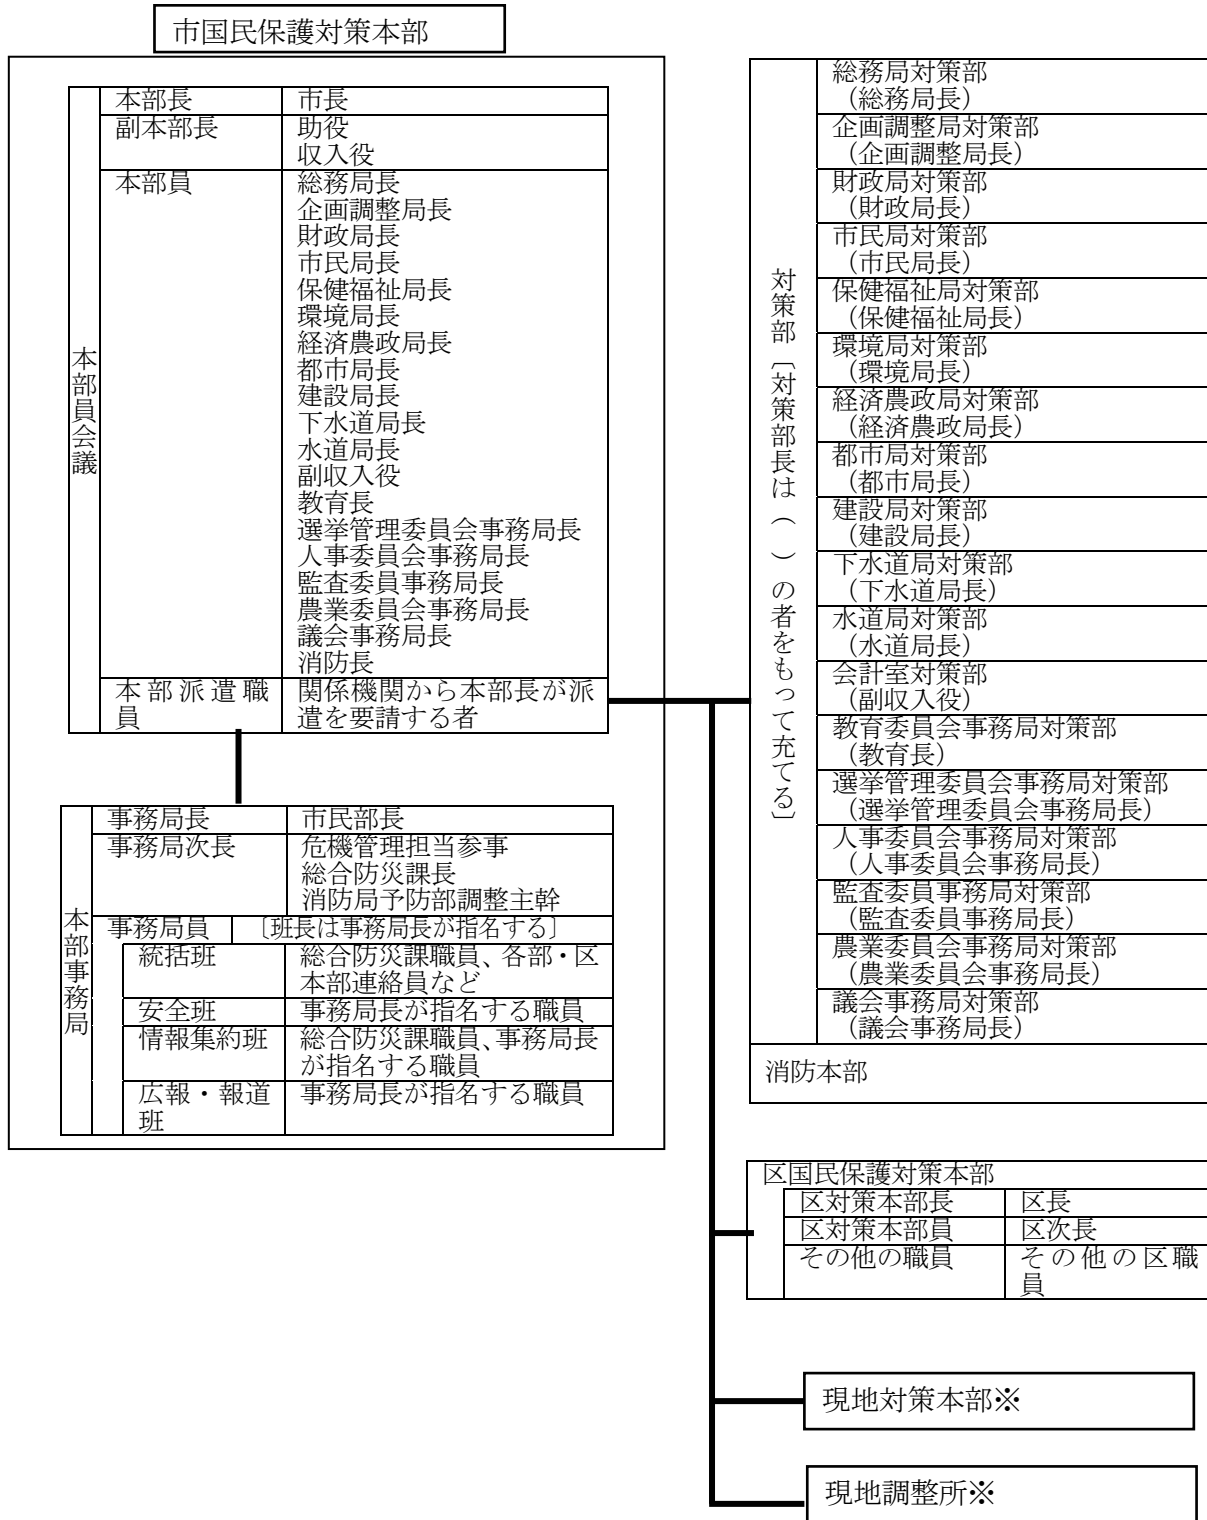 市国民保護対策本部
本部員会議
本部長 市長
副本部長 助役
収入役
本部員 総務局長
企画調整局長
財政局長
市民局長
保健福祉局長
環境局長
経済農政局長
都市局長
建設局長
下水道局長
水道局長
副収入役
教育長
選挙管理委員会事務局長
人事委員会事務局長
監査委員事務局長
農業委員会事務局長
議会事務局長
消防長
本部派遣職 関係機関から本部長が派
員 遣を要請する者
本部事務局
事務局長 市民部長
事務局次長 危機管理担当参事
総合防災課長
消防局予防部調整主幹
事務局員 〔班長は事務局長が指名する〕
統括班 総合防災課職員、各部・区
本部連絡員など
安全班 事務局長が指名する職員
情報集約班 総合防災課職員、事務局長
が指名する職員
広報・報道 事務局長が指名する職員
班
対策部〔対策部長は（ ）の者をもって充てる〕
総務局対策部
（総務局長）
企画調整局対策部
（企画調整局長）
財政局対策部
（財政局長）
市民局対策部
（市民局長）
保健福祉局対策部
（保健福祉局長）
環境局対策部
（環境局長）
経済農政局対策部
（経済農政局長）
都市局対策部
（都市局長）
建設局対策部
（建設局長）
下水道局対策部
（下水道局長）
水道局対策部
（水道局長）
会計室対策部
（副収入役）
教育委員会事務局対策部
（教育長）
選挙管理委員会事務局対策部
（選挙管理委員会事務局長）
人事委員会事務局対策部
（人事委員会事務局長）
監査委員事務局対策部
（監査委員事務局長）
農業委員会事務局対策部
（農業委員会事務局長）
議会事務局対策部
（議会事務局長）
消防本部
区国民保護対策本部
区対策本部長 区長
区対策本部員 区次長
その他の職員 その他の区職
員
現地対策本部※
現地調整所※